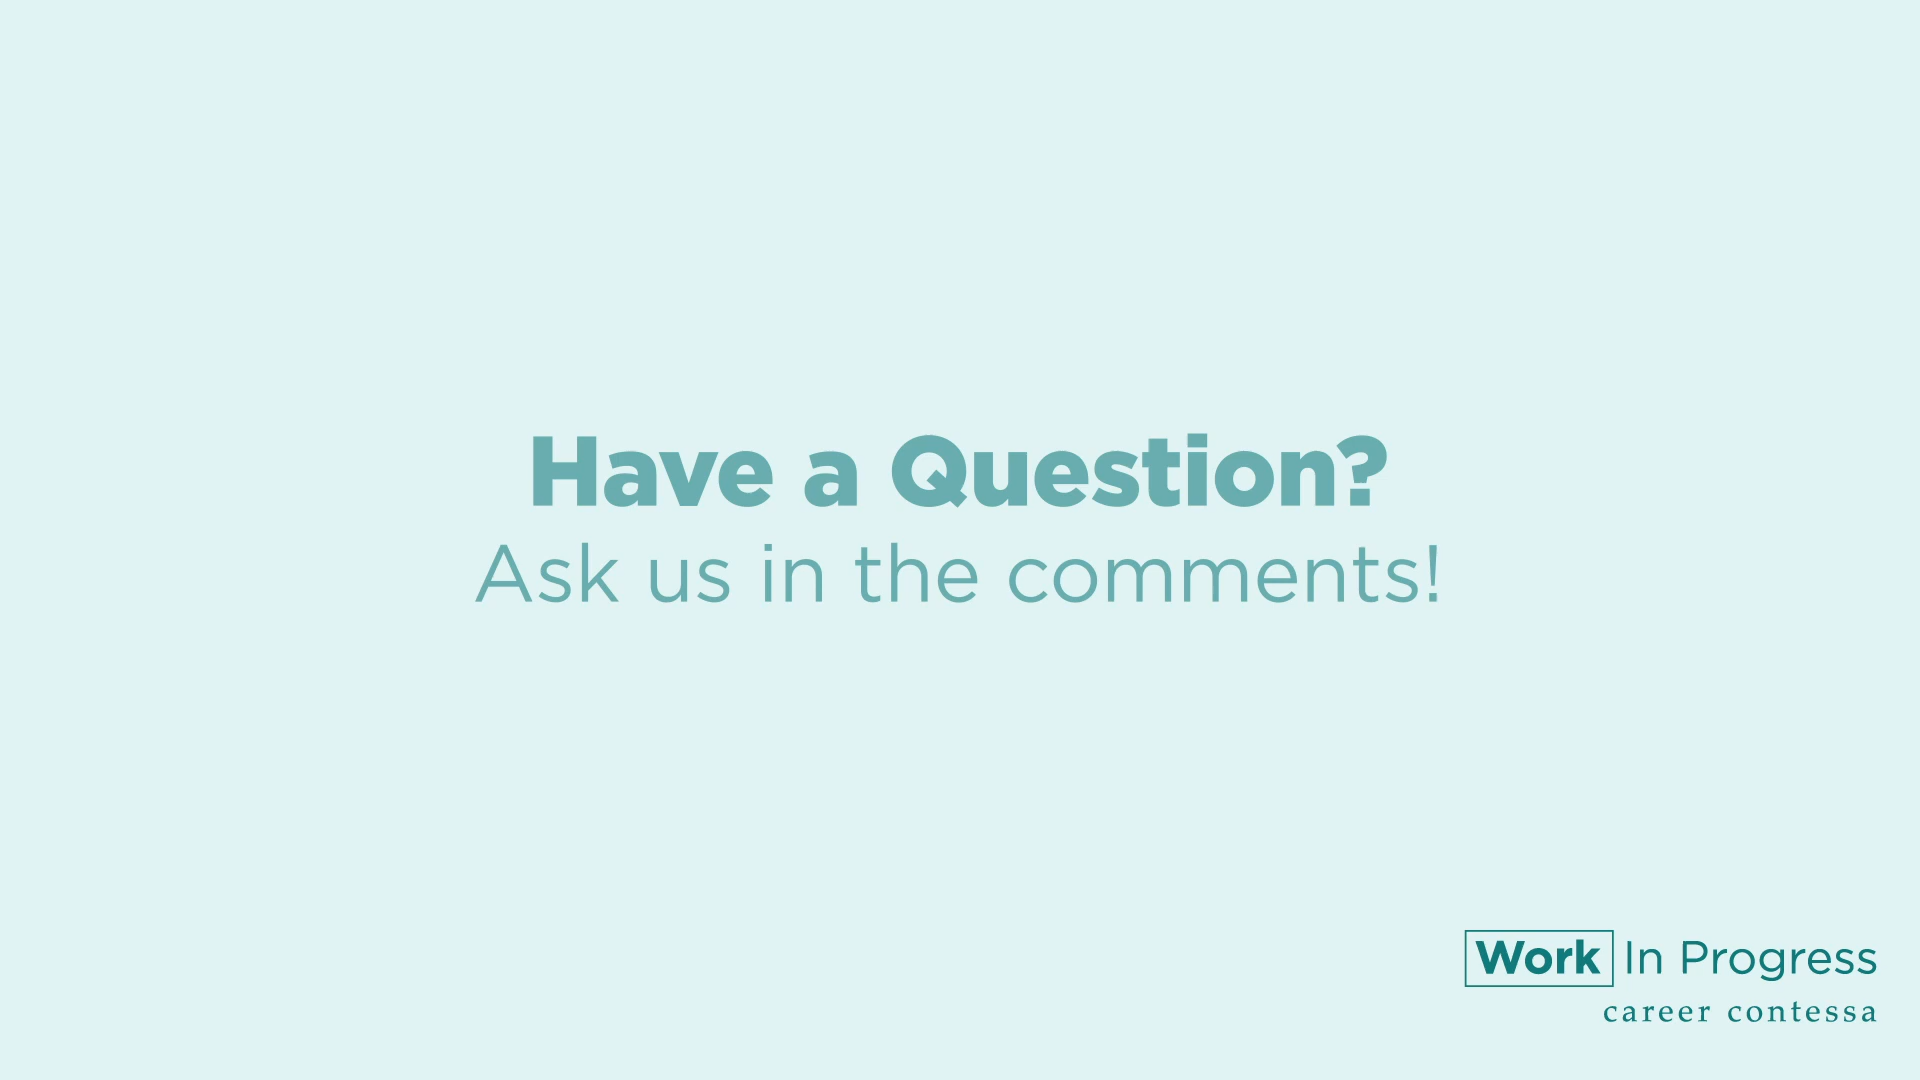 Have a Question?
Ask us in the comments!
Work In Progress
career contessa